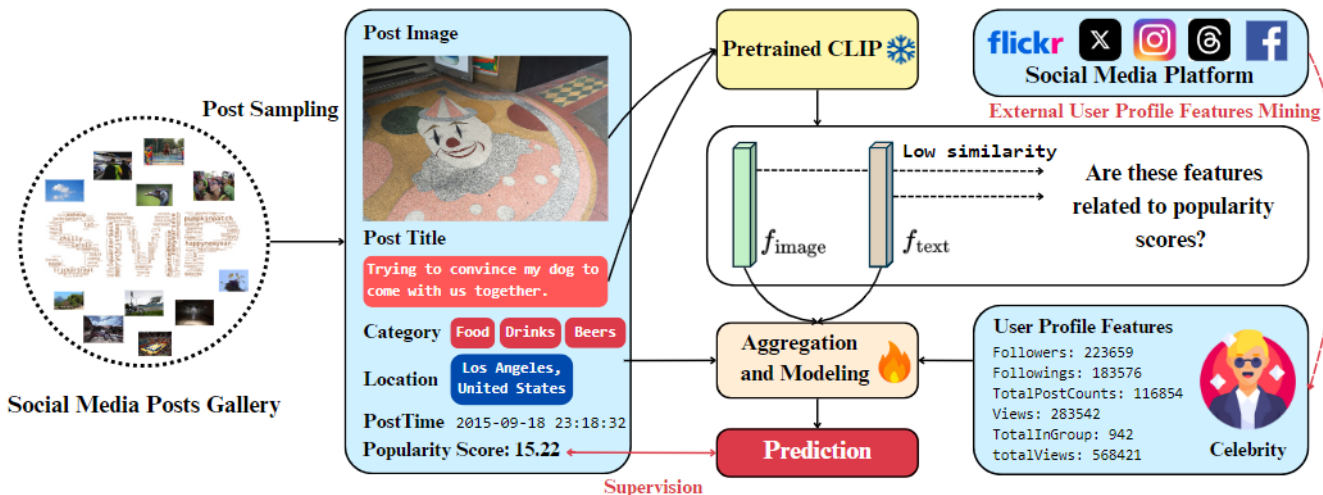 Post Sampling
SMP
Social Media Posts Gallery
Post Image
Post Title
Trying to convince my dog to
come with us together.
Category
Food
Drinks
Beers
Location
Los Angeles,
United States
PostTime 2015-09-18 23:18:32
Popularity Score: 15.22
Supervision
Pretrained CLIP
flickr
Social Media Platform
External User Profile Features Mining
Low similarity
f_image
f_text
Are these features
related to popularity
scores?
Aggregation
and Modeling
Prediction
User Profile Features
Followers: 223659
Followings: 183576
TotalPostCounts: 116854
Views: 283542
TotalInGroup: 942
totalViews: 568421
Celebrity